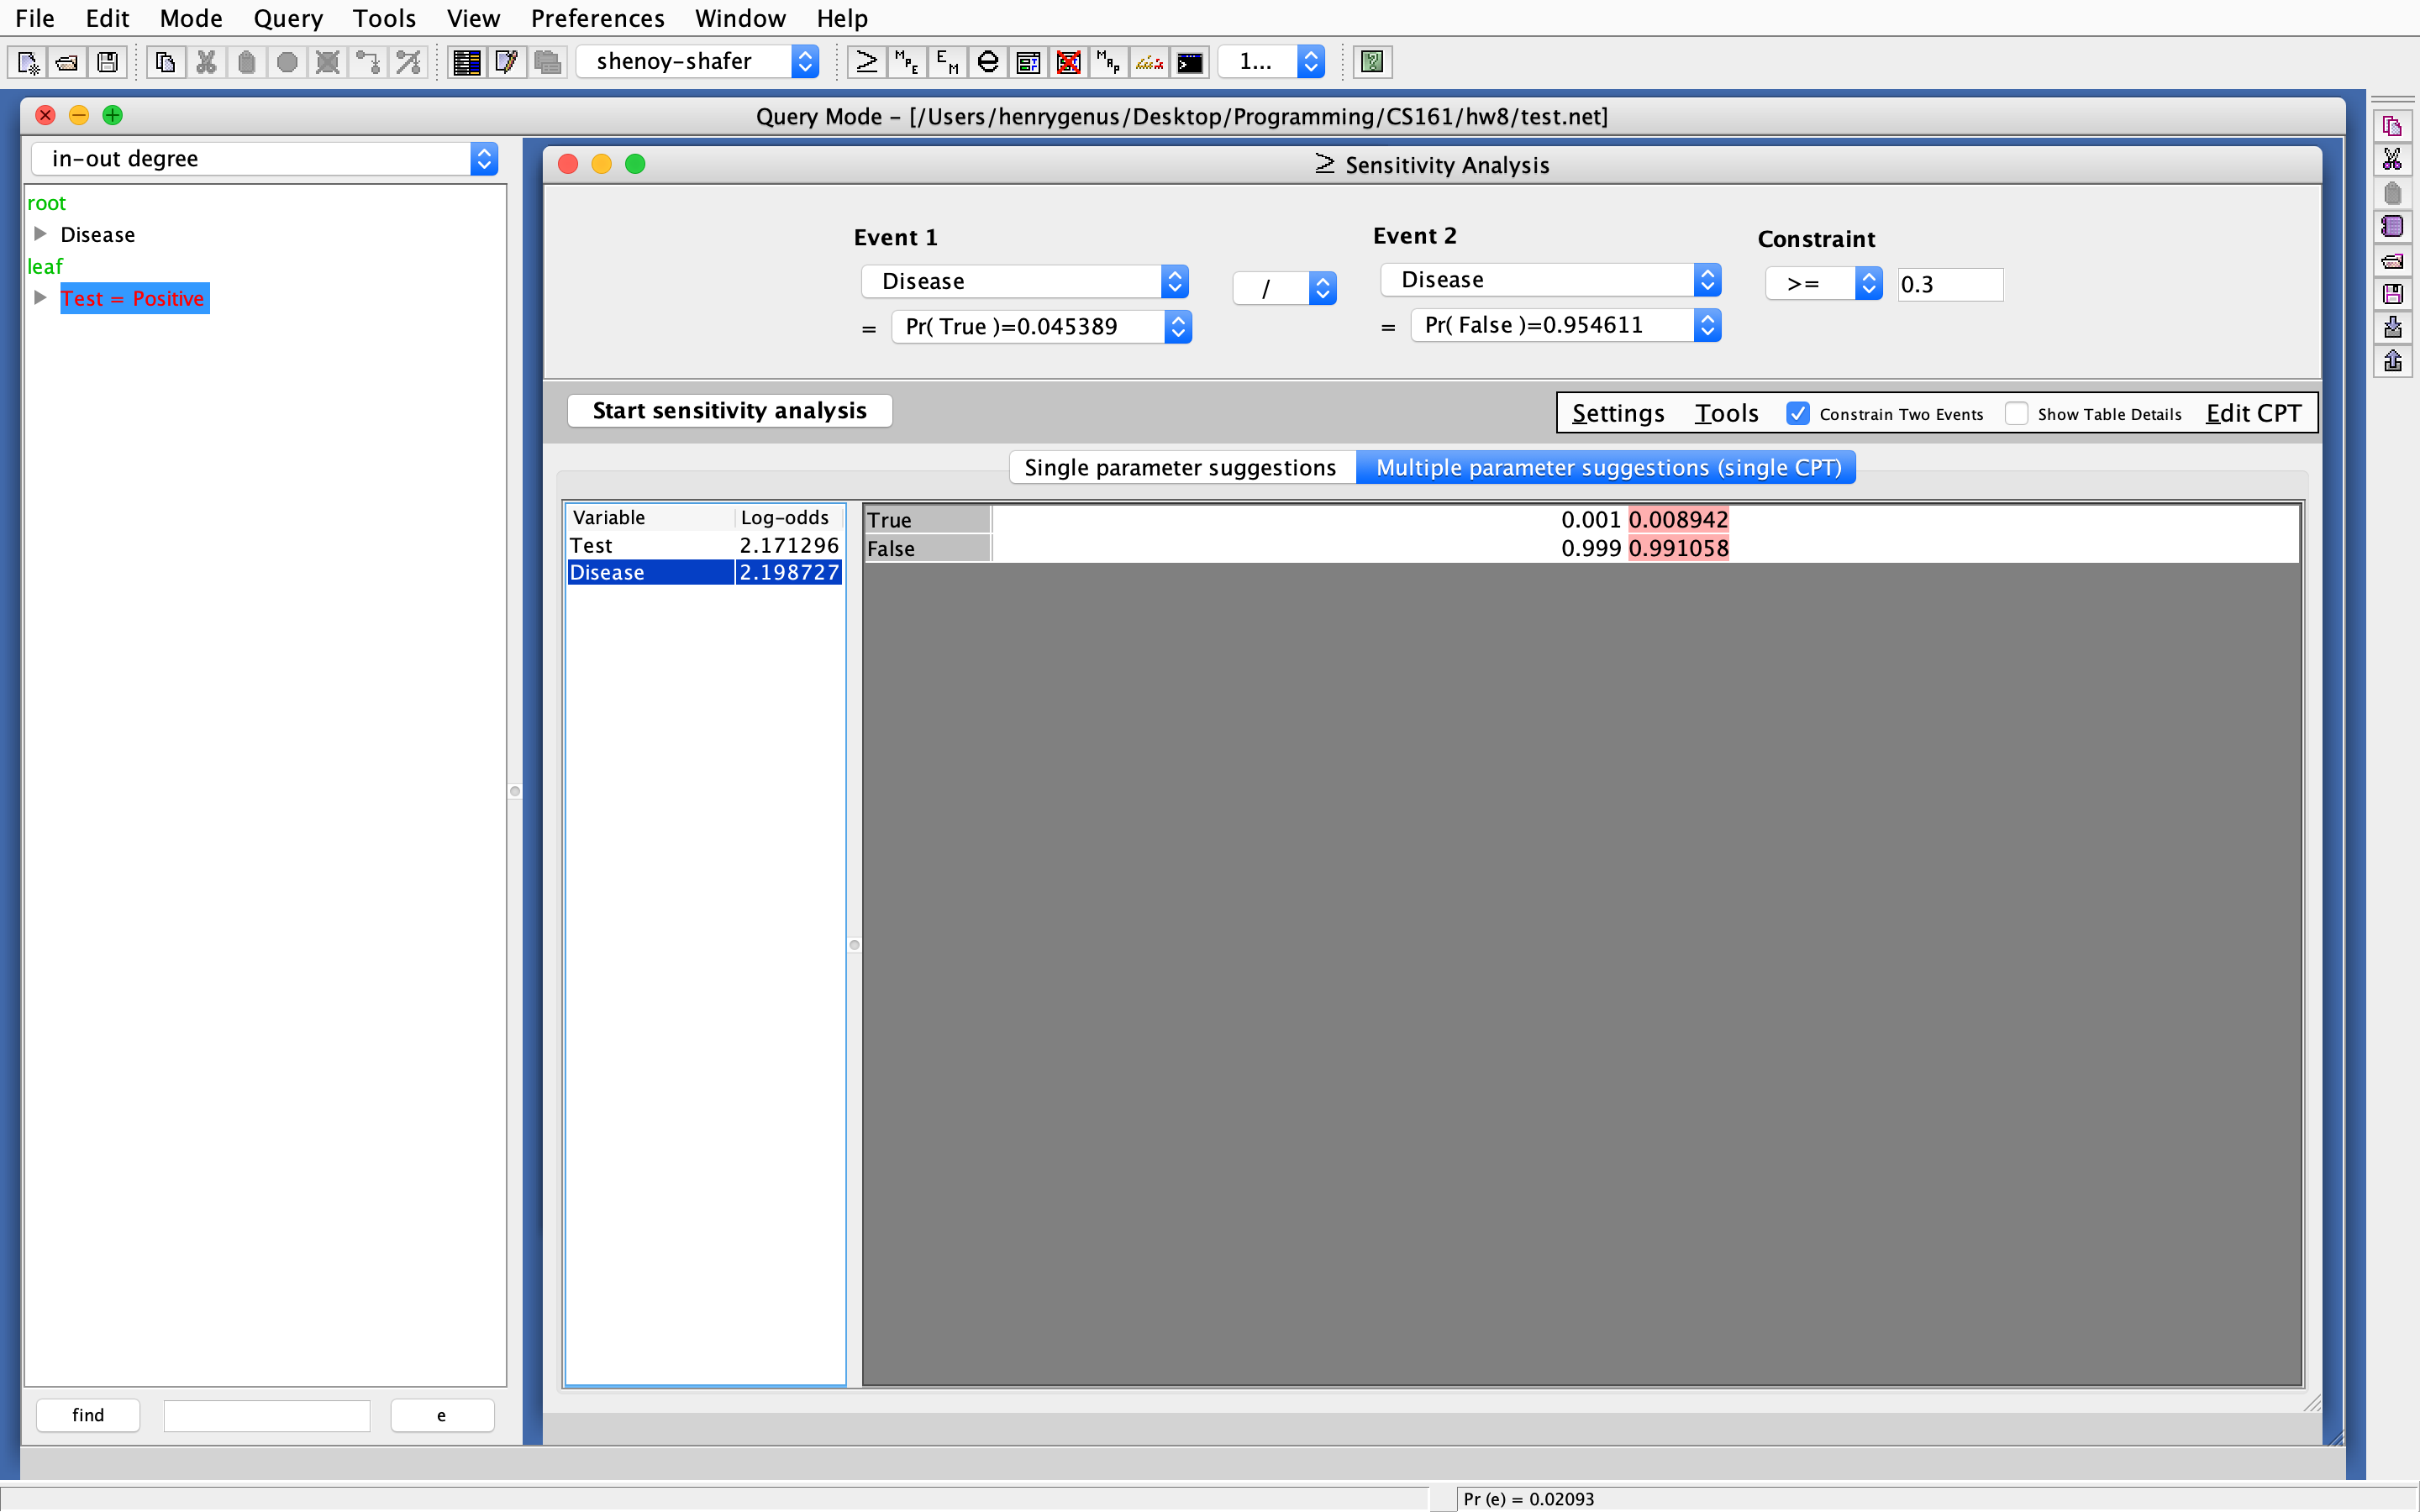 File Edit Mode Query Tools View Preferences Window Help
MPE EM e MAP
shenoy-shafer 1... ?
Query Mode – [/Users/henrygenus/Desktop/Programming/CS161/hw8/test.net]
in-out degree
root
Disease
leaf
Test = Positive
find
e
≥ Sensitivity Analysis
Event 1 Event 2 Constraint
Disease / Disease >= 0.3
= Pr( True )=0.045389 = Pr( False )=0.954611
Start sensitivity analysis
Settings Tools Constrain Two Events Show Table Details Edit CPT
Single parameter suggestions Multiple parameter suggestions (single CPT)
Variable Log-odds
Test 2.171296
Disease 2.198727
True 0.001 0.008942
False 0.999 0.991058
Pr (e) = 0.02093